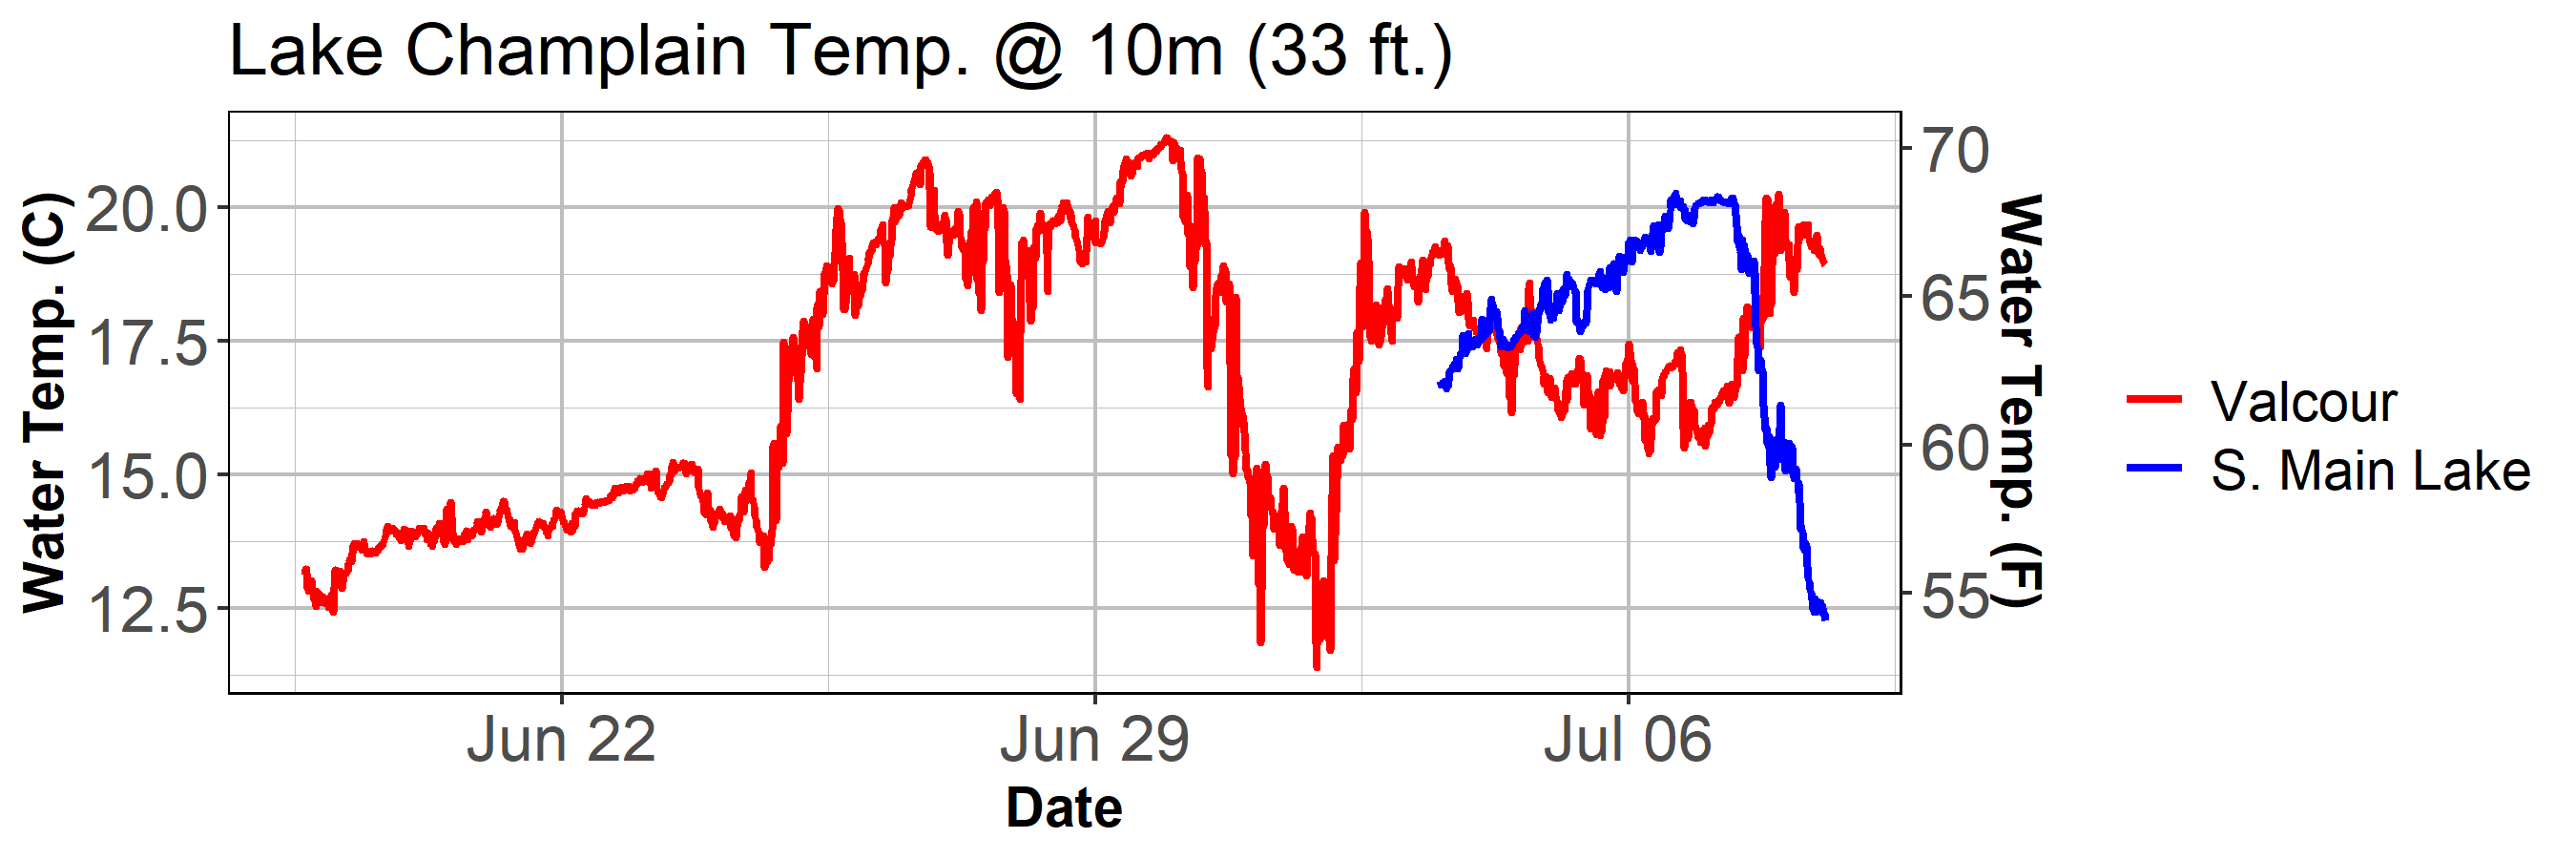 Lake Champlain Temp. @ 10m (33 ft.)
Water Temp. (C)
20.0
17.5
15.0
12.5
70
65
60
55
Water Temp. (F)
Jun 22
Jun 29
Jul 06
Date
Valcour
S. Main Lake